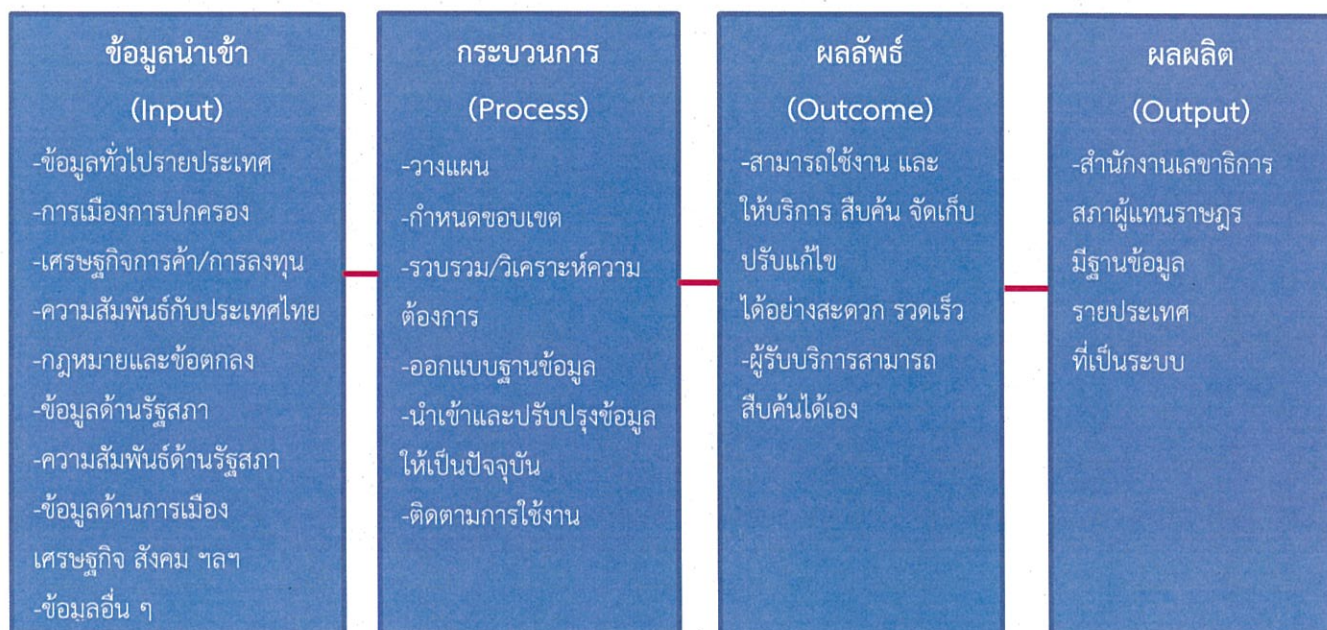 ข้อมูลนำเข้า
(Input)
-ข้อมูลทั่วไปรายประเทศ
-การเมืองการปกครอง
-เศรษฐกิจการค้า/การลงทุน
-ความสัมพันธ์กับประเทศไทย
-กฎหมายและข้อตกลง
-ข้อมูลด้านรัฐสภา
-ความสัมพันธ์ด้านรัฐสภา
-ข้อมูลด้านการเมือง
เศรษฐกิจ สังคม ฯลฯ
-ข้อมูลอื่น ๆ
กระบวนการ
(Process)
-วางแผน
-กำหนดขอบเขต
-รวบรวม/วิเคราะห์ความ
ต้องการ
-ออกแบบฐานข้อมูล
-นำเข้าและปรับปรุงข้อมูล
ให้เป็นปัจจุบัน
-ติดตามการใช้งาน
ผลลัพธ์
(Outcome)
-สามารถใช้งาน และ
ให้บริการ สืบค้น จัดเก็บ
ปรับแก้ไข
ได้อย่างสะดวก รวดเร็ว
-ผู้รับบริการสามารถ
สืบค้นได้เอง
ผลผลิต
(Output)
-สำนักงานเลขาธิการ
สภาผู้แทนราษฎร
มีฐานข้อมูล
รายประเทศ
ที่เป็นระบบ